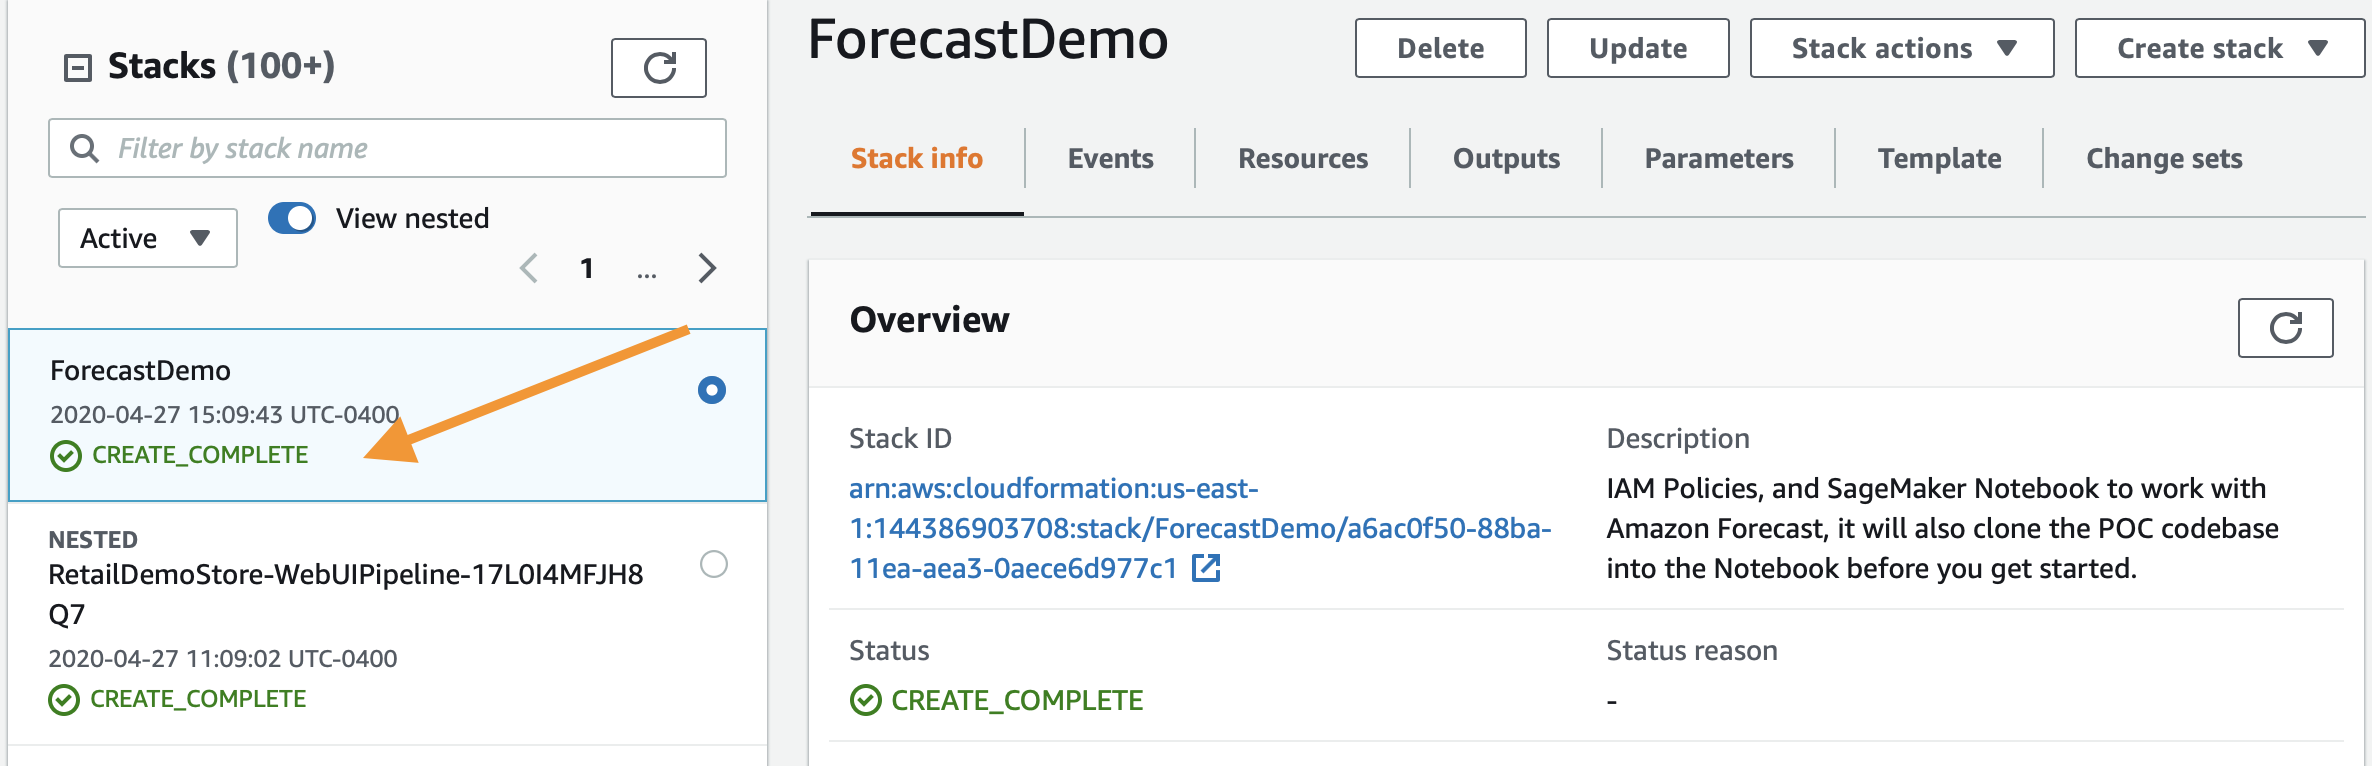 Stacks (100+)
Filter by stack name
Active
View nested
1 ...
ForecastDemo
2020-04-27 15:09:43 UTC-0400
CREATE_COMPLETE
NESTED
RetailDemoStore-WebUIPipeline-17L0I4MFJH8
Q7
2020-04-27 11:09:02 UTC-0400
CREATE_COMPLETE
ForecastDemo
Delete
Update
Stack actions
Create stack
Stack info
Events
Resources
Outputs
Parameters
Template
Change sets
Overview
Stack ID
arn:aws:cloudformation:us-east-
1:144386903708:stack/ForecastDemo/a6ac0f50-88ba-
11ea-aea3-0aece6d977c1
Description
IAM Policies, and SageMaker Notebook to work with
Amazon Forecast, it will also clone the POC codebase
into the Notebook before you get started.
Status
CREATE_COMPLETE
Status reason
-